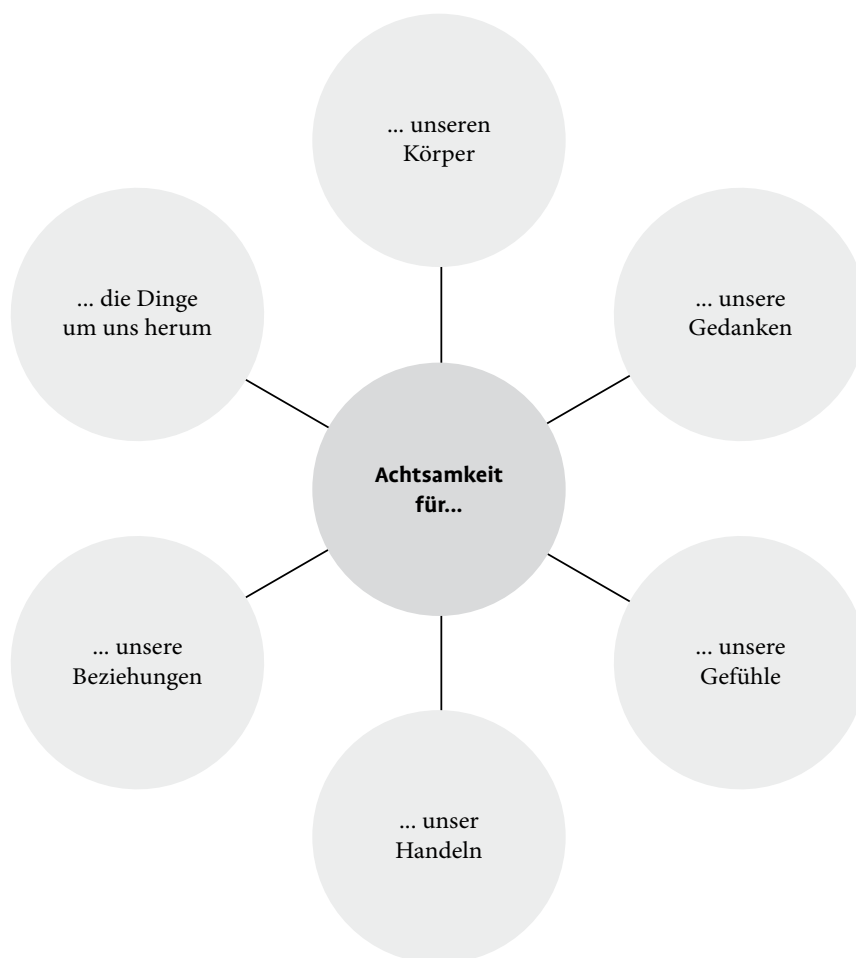 ... unseren
Körper
... die Dinge
um uns herum
... unsere
Gedanken
Achtsamkeit
für...
... unsere
Beziehungen
... unsere
Gefühle
... unser
Handeln